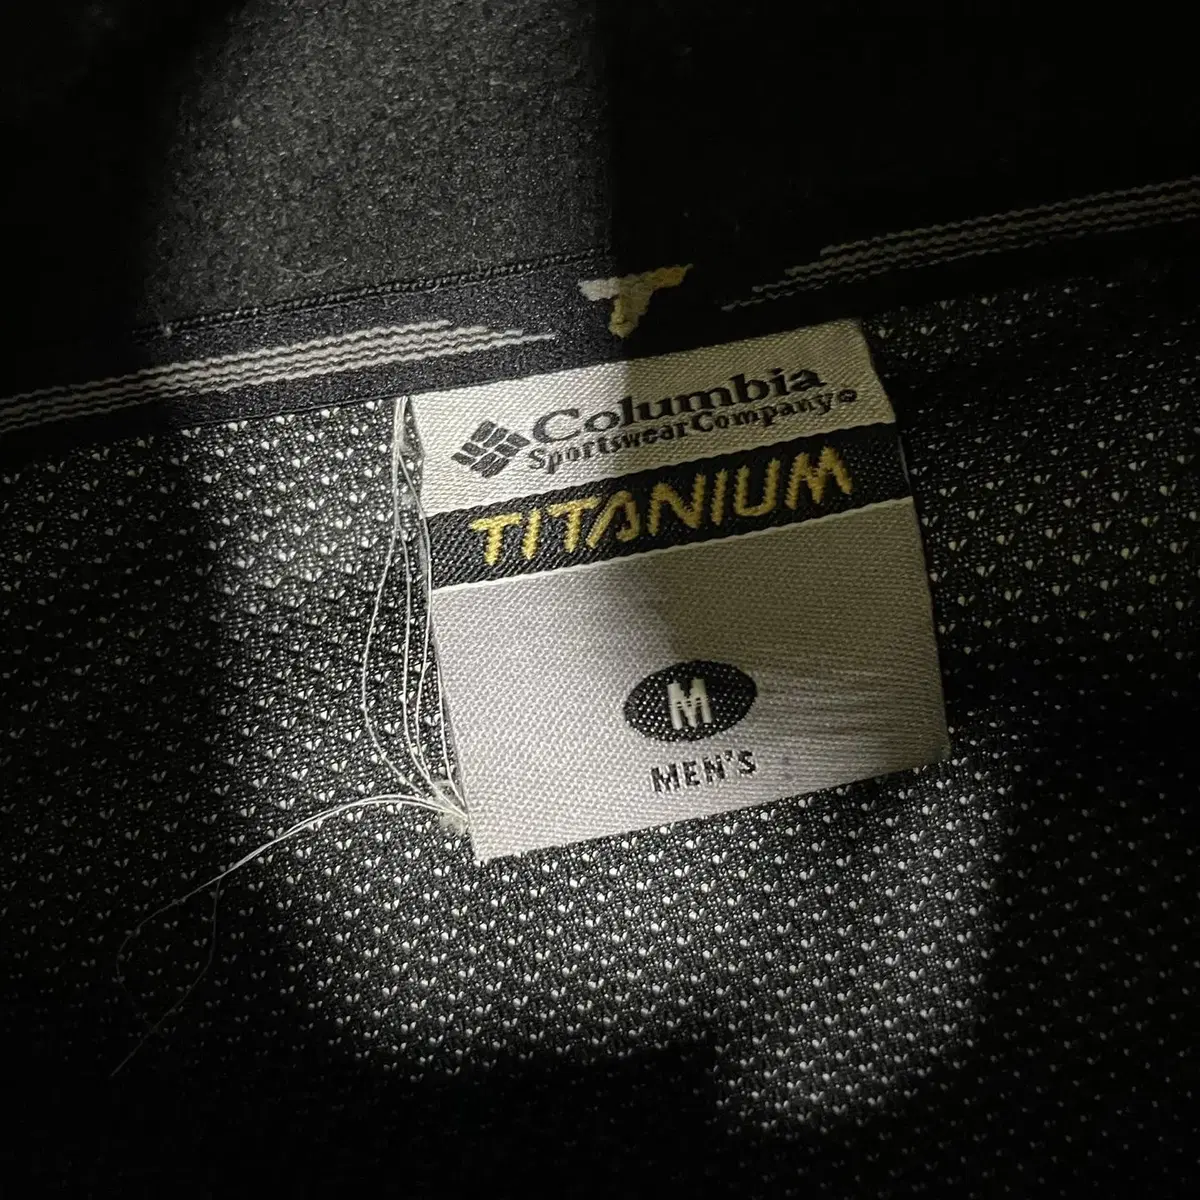 T
Columbia
Sportswear Company®
TITANIUM
M
MEN'S